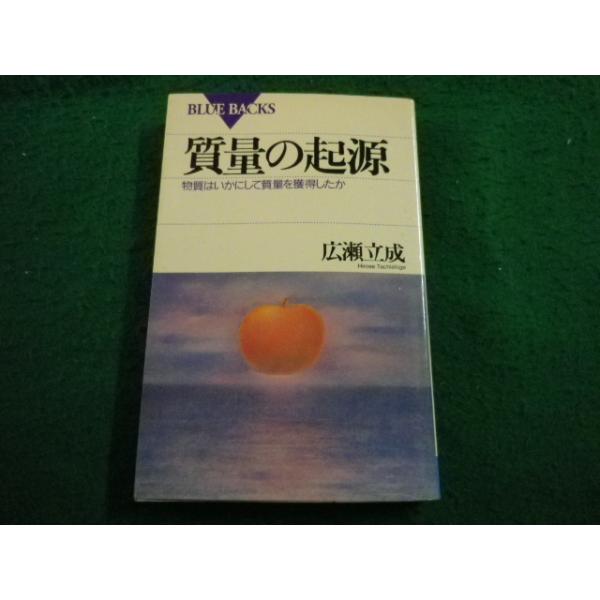 BLUE BACKS
質量の起源
物質はいかにして質量を獲得したか
広瀬立成
Hirose Tachishige